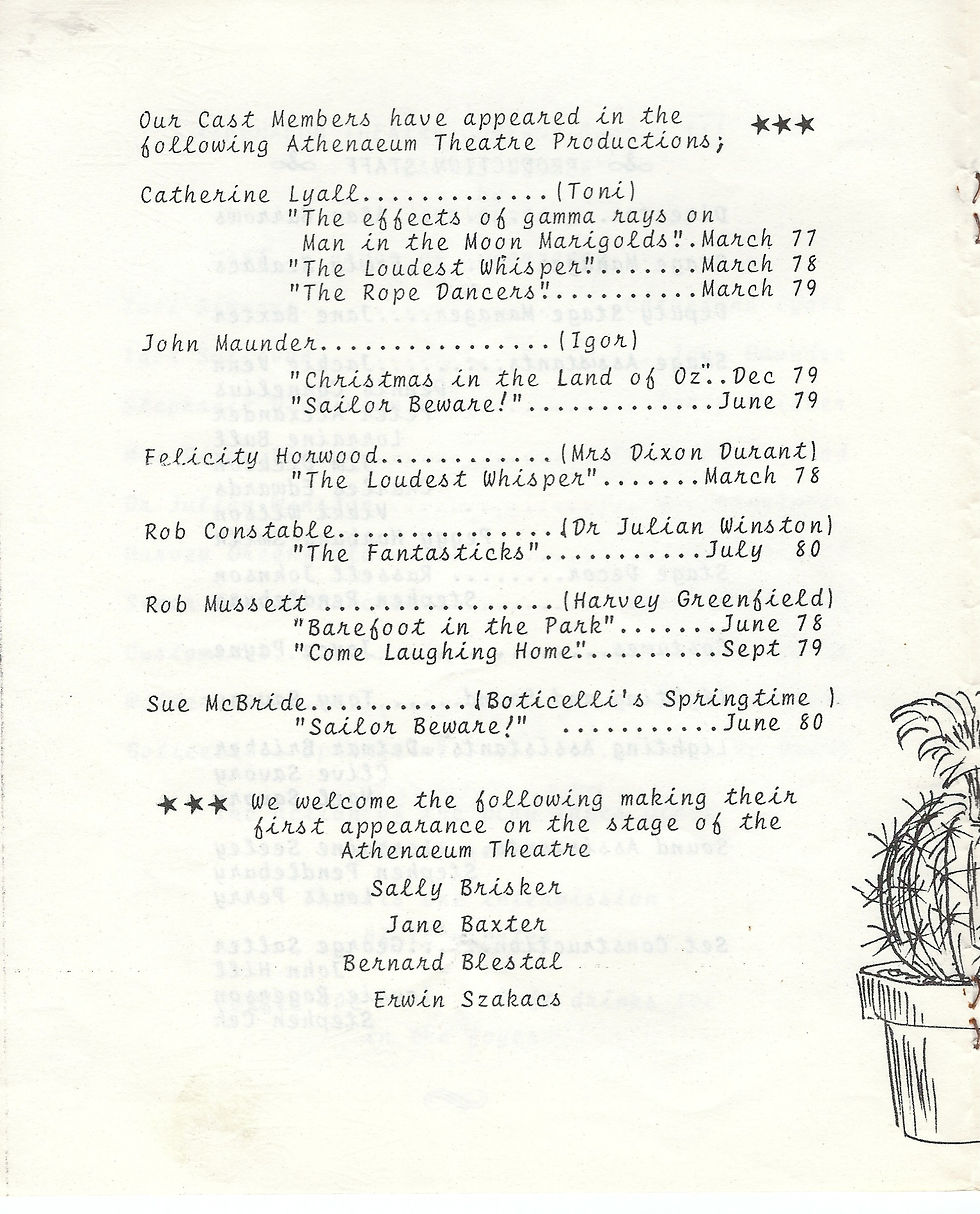 Our Cast Members have appeared in the ★★★
following Athenaeum Theatre Productions;
Catherine Lyall.............(Toni)
"The effects of gamma rays on
Man in the Moon Marigolds"..March 77
"The Loudest Whisper"........March 78
"The Rope Dancers"...........March 79
John Maunder................(Igor)
"Christmas in the Land of Oz"..Dec 79
"Sailor Beware!".............June 79
Felicity Horwood............(Mrs Dixon Durant)
"The Loudest Whisper".......March 78
Rob Constable................(Dr Julian Winston)
"The Fantasticks"...........July 80
Rob Mussett ................(Harvey Greenfield)
"Barefoot in the Park".......June 78
"Come Laughing Home"..........Sept 79
Sue McBride...........(Boticelli's Springtime )
"Sailor Beware!" ...........June 80
★★★ We welcome the following making their
first appearance on the stage of the
Athenaeum Theatre
Sally Brisker
Jane Baxter
Bernard Blestal
Erwin Szakacs